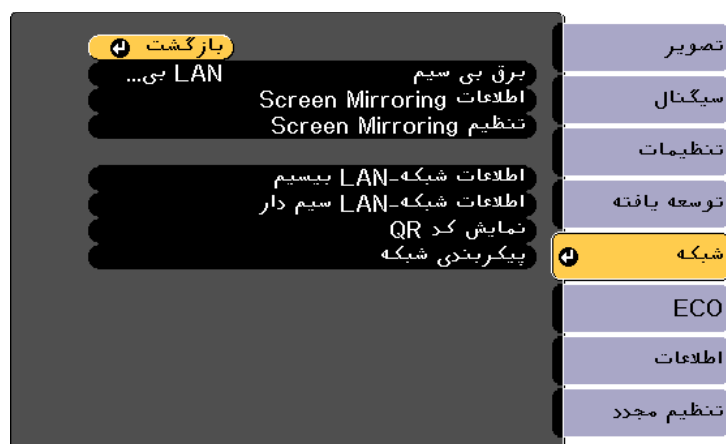 تصویر
سیگنال
تنظیمات
توسعه یافته
شبکه
ECO
اطلاعات
تنظیم مجدد
بازگشت
برق بی سیم LAN بی...
اطلاعات Screen Mirroring
تنظیم Screen Mirroring
اطلاعات شبکه-LAN بیسیم
اطلاعات شبکه-LAN سیم دار
نمایش کد QR
پیکربندی شبکه